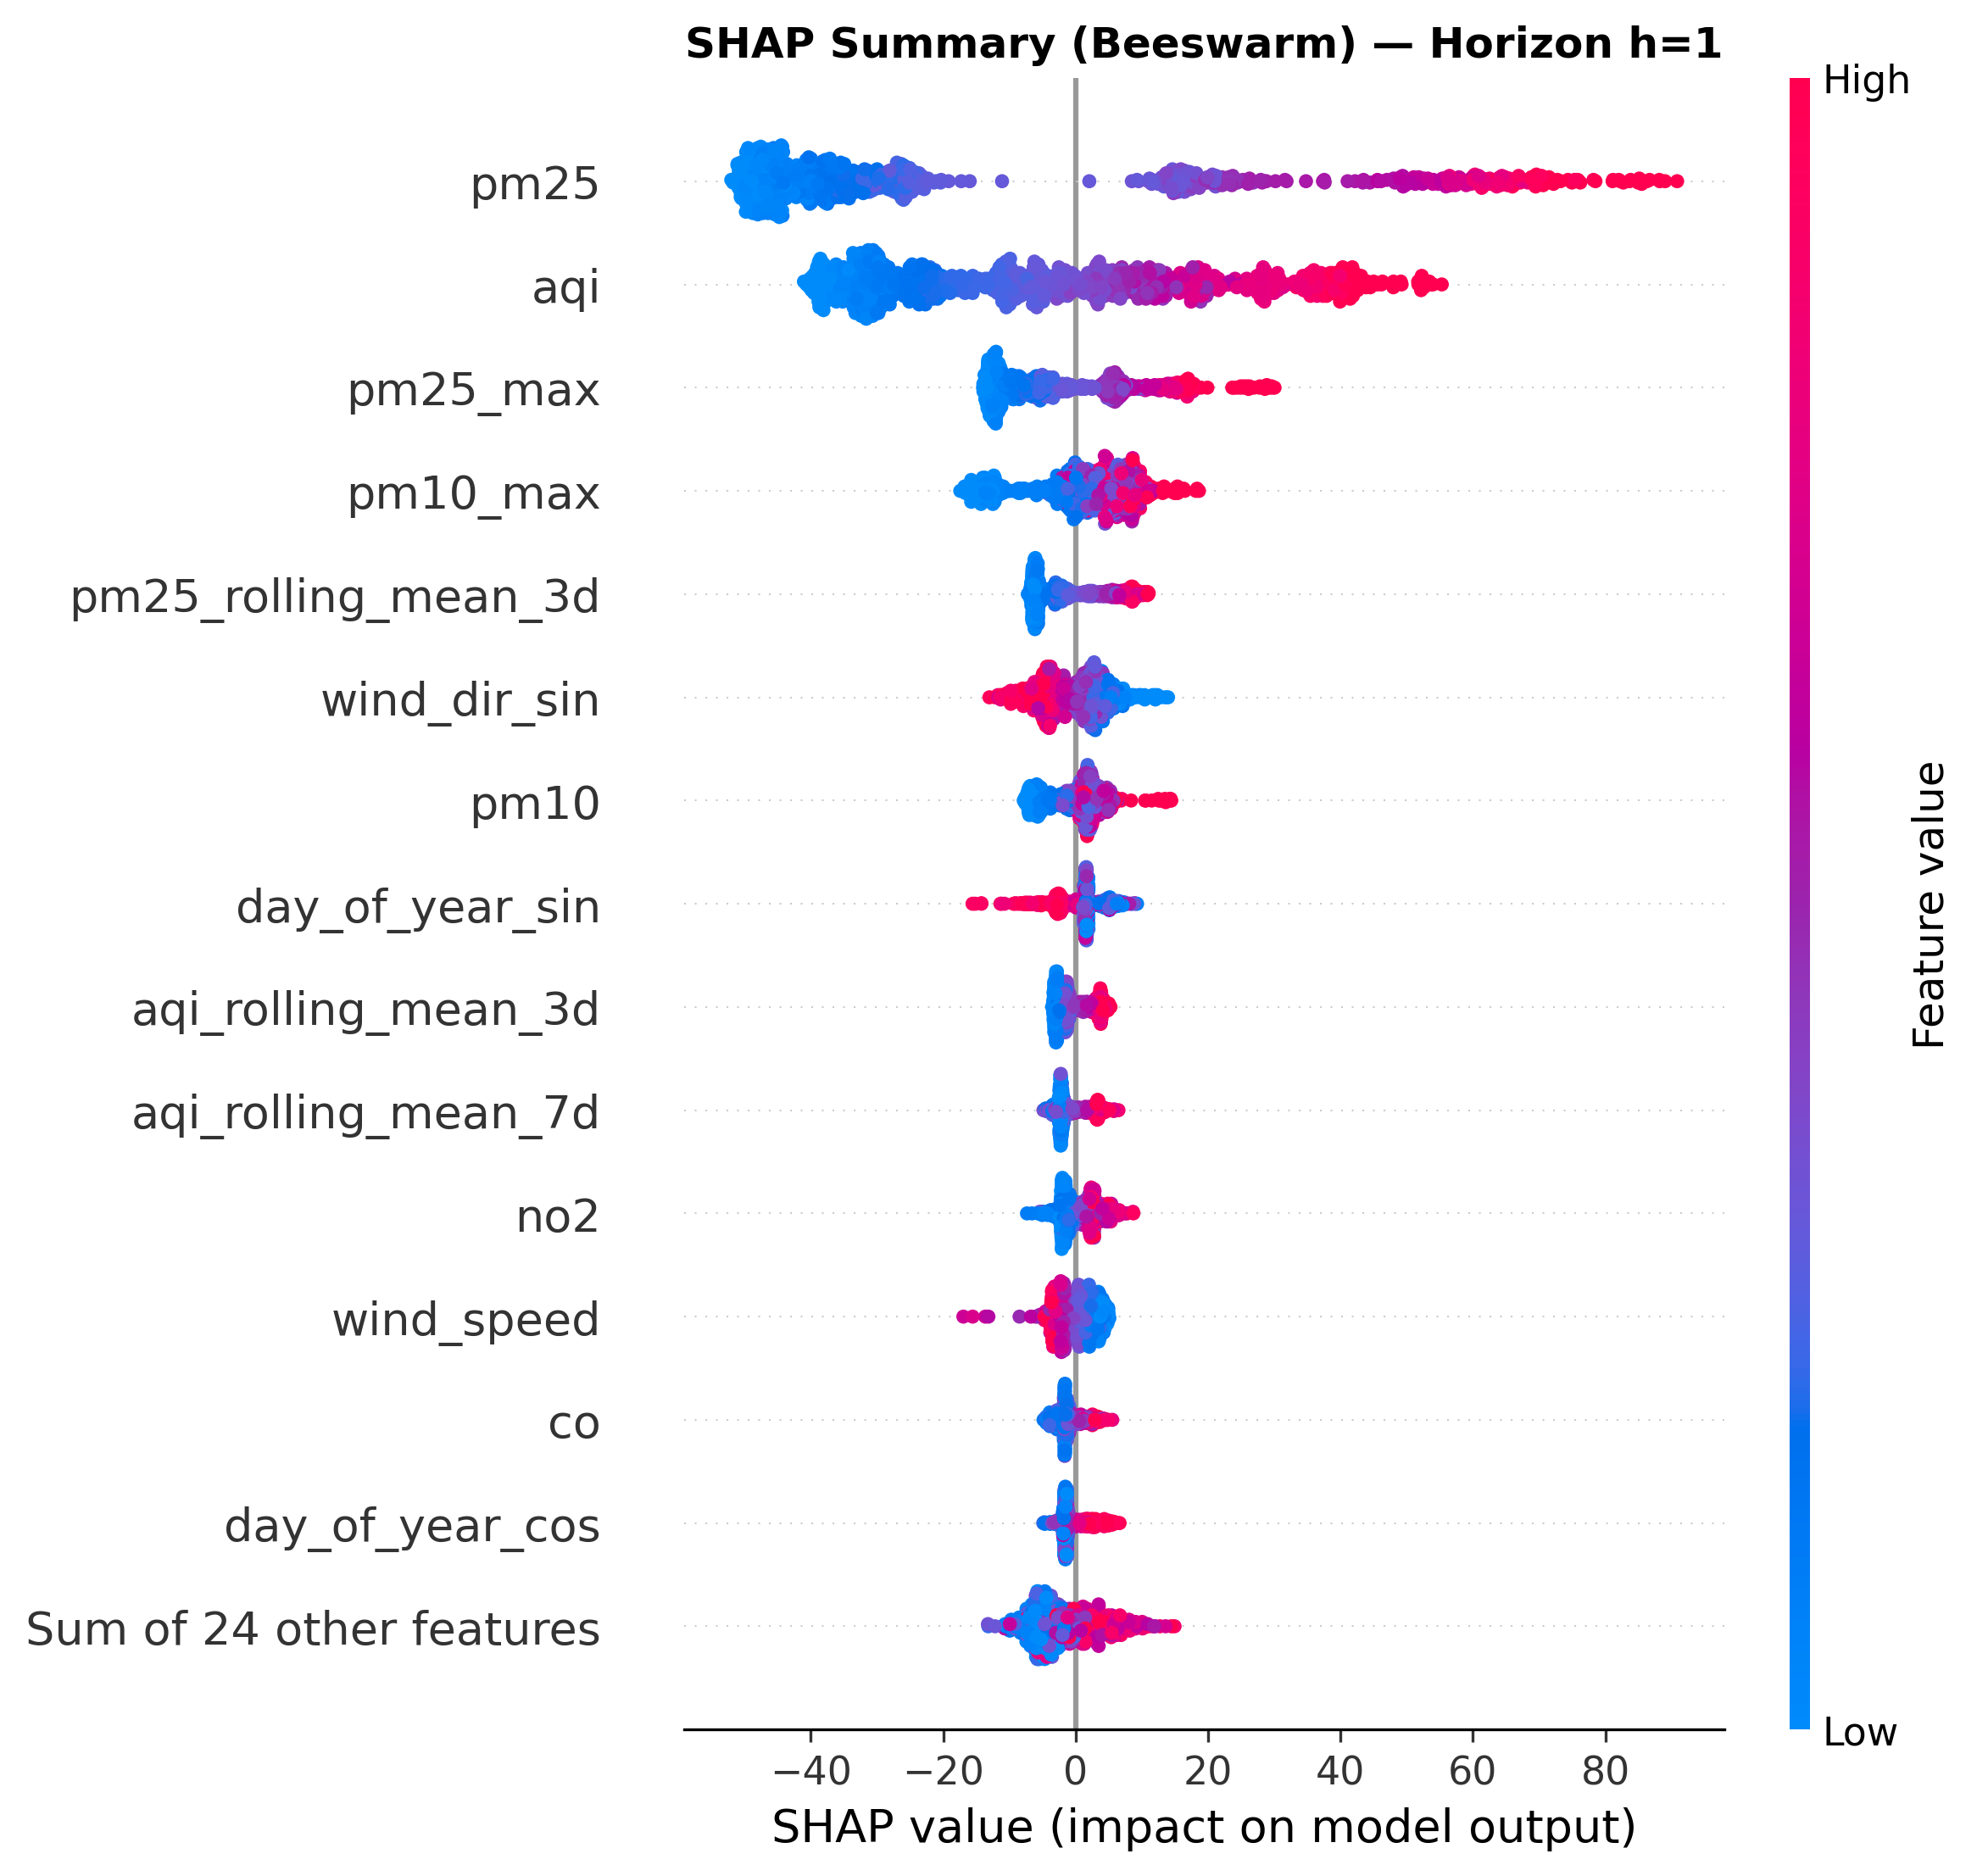 SHAP Summary (Beeswarm) — Horizon h=1
High
pm25
aqi
pm25_max
pm10_max
pm25_rolling_mean_3d
wind_dir_sin
pm10
day_of_year_sin
aqi_rolling_mean_3d
aqi_rolling_mean_7d
no2
wind_speed
co
day_of_year_cos
Sum of 24 other features
Feature value
Low
−40 −20 0 20 40 60 80
SHAP value (impact on model output)